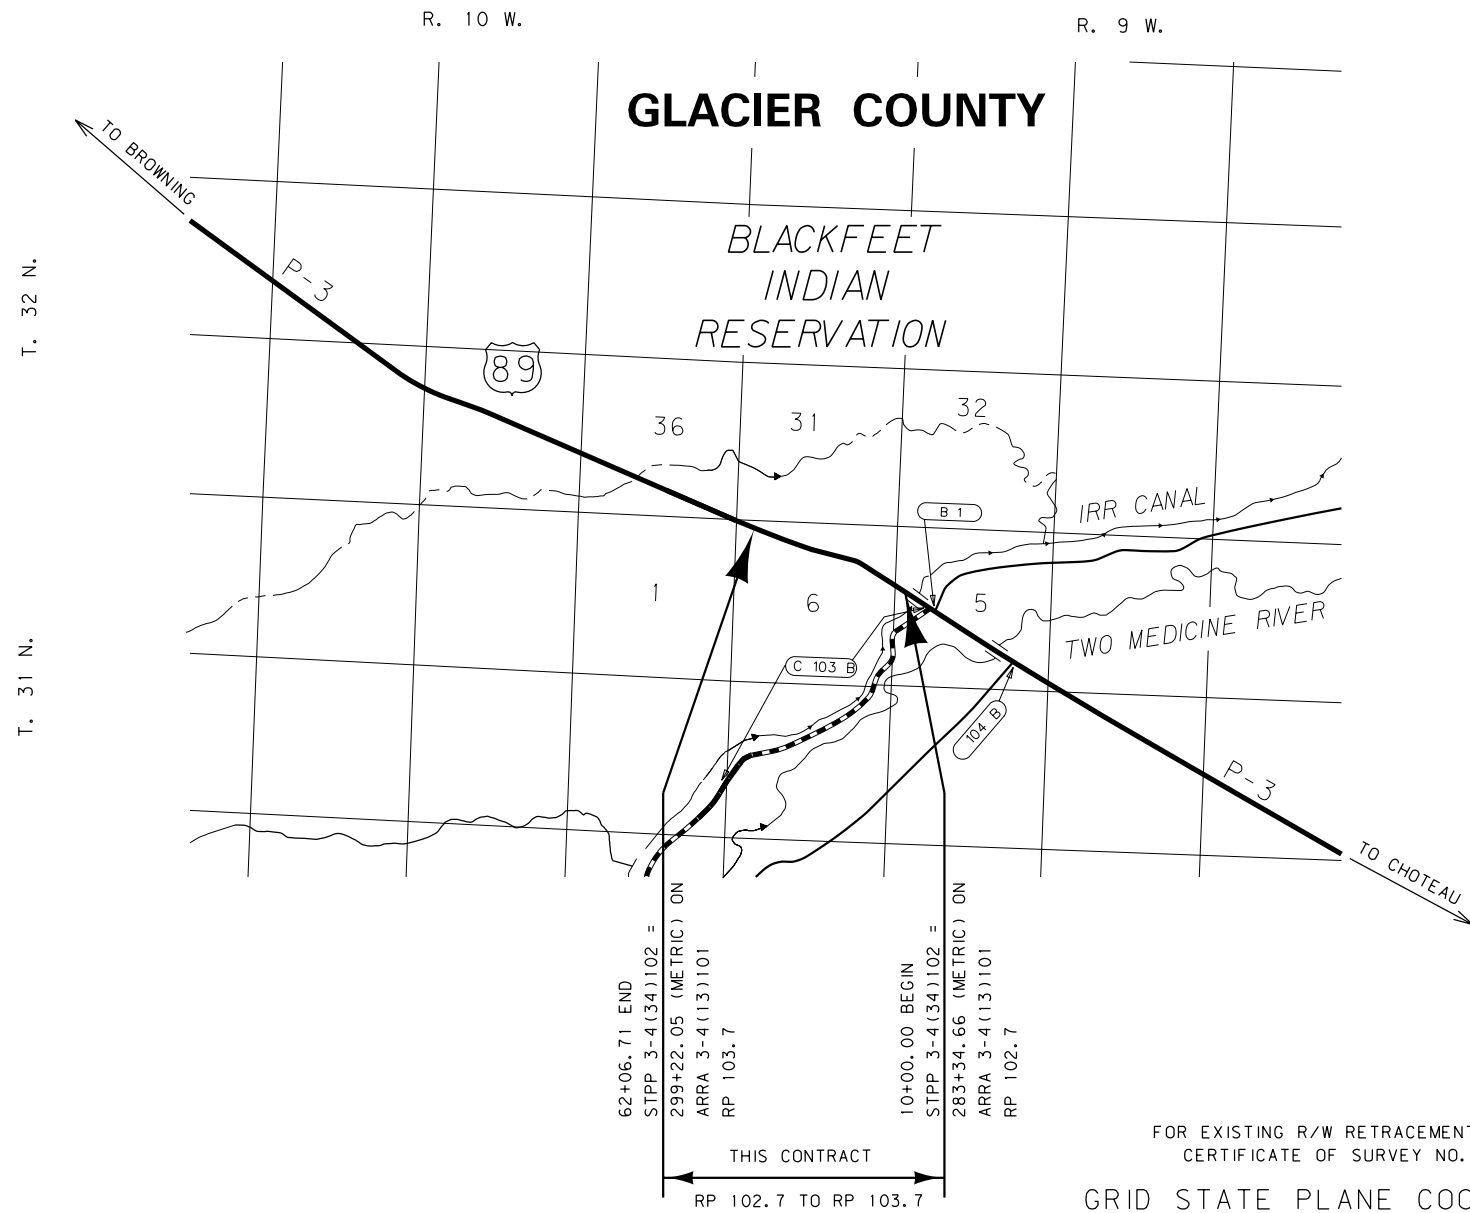 R. 10 W.
R. 9 W.
GLACIER COUNTY
TO BROWNING
T. 32 N.
P-3
BLACKFEET
INDIAN
RESERVATION
89
36
31
32
B 1
IRR CANAL
1
6
5
TWO MEDICINE RIVER
T. 31 N.
C 103 B
104 B
P-3
TO CHOTEAU
62+06.71 END
STPP 3-4(34)102 =
299+22.05 (METRIC) ON
ARRA 3-4(13)101
RP 103.7
10+00.00 BEGIN
STPP 3-4(34)102 =
283+34.66 (METRIC) ON
ARRA 3-4(13)101
RP 102.7
THIS CONTRACT
RP 102.7 TO RP 103.7
FOR EXISTING R/W RETRACEMENT
CERTIFICATE OF SURVEY NO.
GRID STATE PLANE